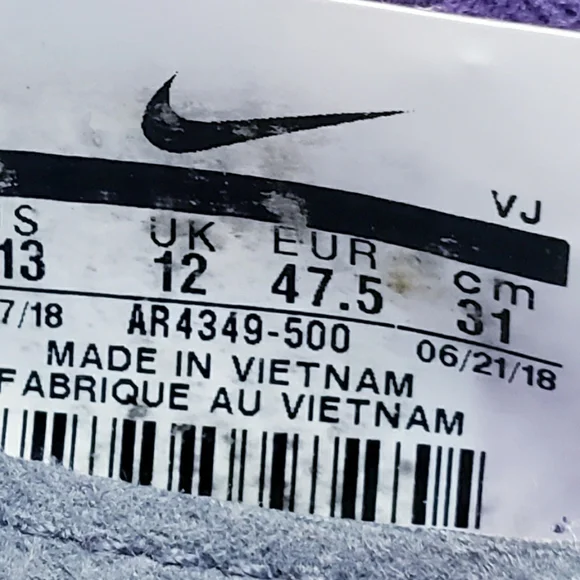 VJ
S UK EUR cm
13 12 47.5 31
7/18 AR4349-500 06/21/18
MADE IN VIETNAM
FABRIQUE AU VIETNAM